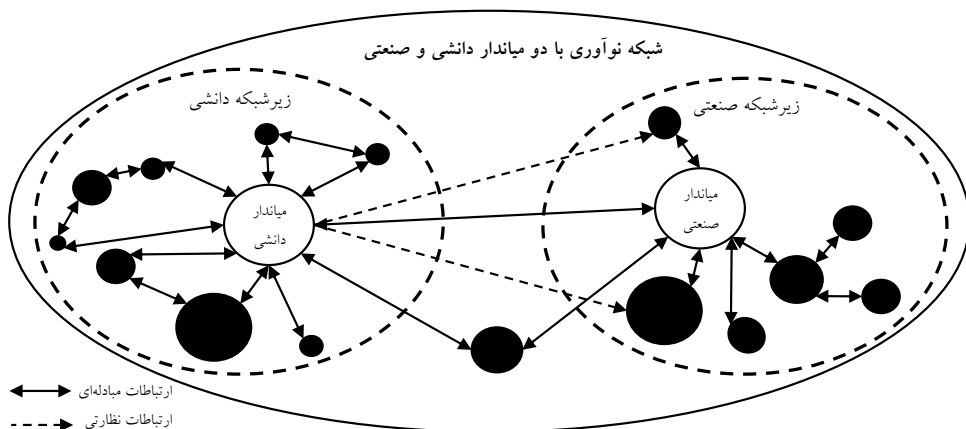 شبکه نوآوری با دو میاندار دانشی و صنعتی
زیرشبکه صنعتی
زیرشبکه دانشی
میاندار
صنعتی
میاندار
دانشی
ارتباطات مبادله‌ای
ارتباطات نظارتی